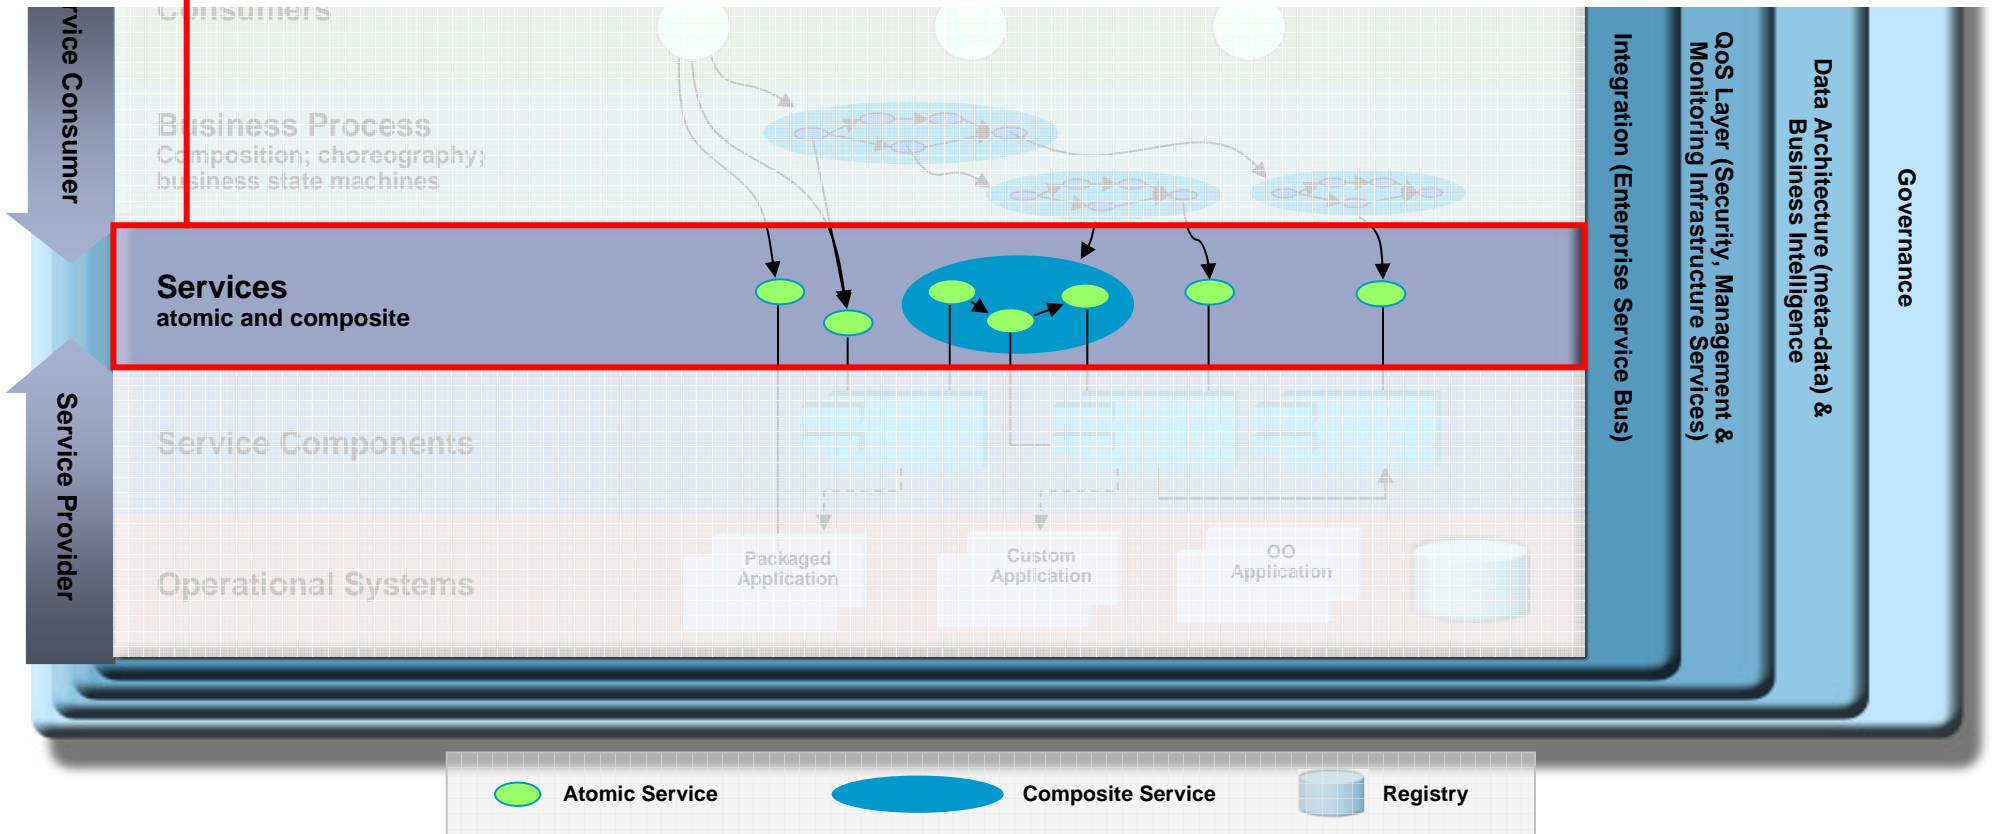 Consumers
Business Process
Composition; choreography;
business state machines
Services
atomic and composite
Service Components
Operational Systems
Packaged
Application
Custom
Application
OO
Application
rvice Consumer
Service Provider
Integration (Enterprise Service Bus)
QoS Layer (Security, Management &
Monitoring Infrastructure Services)
Data Architecture (meta-data) &
Business Intelligence
Governance
Atomic Service
Composite Service
Registry